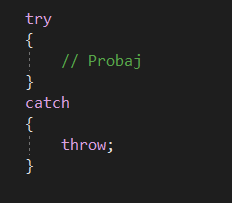 try
{
    // Probaj
}
catch
{
    throw;
}